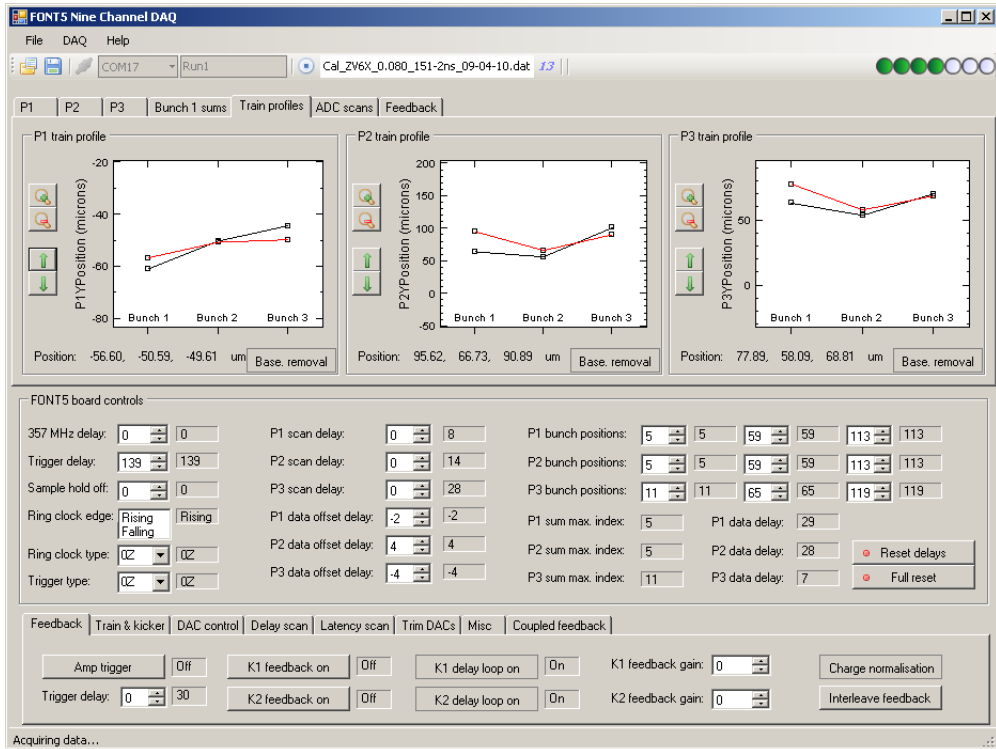 FONT5 Nine Channel DAQ
File DAQ Help
COM17 Run1 Cal_ZV6X_0.080_151-2ns_09-04-10.dat 13
P1 P2 P3 Bunch 1 sums Train profiles ADC scans Feedback
P1 train profile
P1YPosition (microns)
-20
-40
-60
-80
Bunch 1 Bunch 2 Bunch 3
Position: -56.60, -50.59, -49.61 um Base. removal
P2 train profile
P2YPosition (microns)
200
150
100
50
0
-50
Bunch 1 Bunch 2 Bunch 3
Position: 95.62, 66.73, 90.89 um Base. removal
P3 train profile
P3YPosition (microns)
50
0
Bunch 1 Bunch 2 Bunch 3
Position: 77.89, 58.09, 68.81 um Base. removal
FONT5 board controls
357 MHz delay: 0 0
Trigger delay: 139 139
Sample hold off: 0 0
Ring clock edge: Rising Rising
Falling
Ring clock type: 0Z 0Z
Trigger type: 0Z 0Z
P1 scan delay: 0 8
P2 scan delay: 0 14
P3 scan delay: 0 28
P1 data offset delay: -2 -2
P2 data offset delay: 4 4
P3 data offset delay: -4 -4
P1 bunch positions: 5 5 59 59 113 113
P2 bunch positions: 5 5 59 59 113 113
P3 bunch positions: 11 11 65 65 119 119
P1 sum max. index: 5 P1 data delay: 29
P2 sum max. index: 5 P2 data delay: 28 Reset delays
P3 sum max. index: 11 P3 data delay: 7 Full reset
Feedback Train & kicker DAC control Delay scan Latency scan Trim DACs Misc Coupled feedback
Amp trigger Off K1 feedback on Off K1 delay loop on On K1 feedback gain: 0 Charge normalisation
Trigger delay: 0 30 K2 feedback on Off K2 delay loop on On K2 feedback gain: 0 Interleave feedback
Acquiring data...